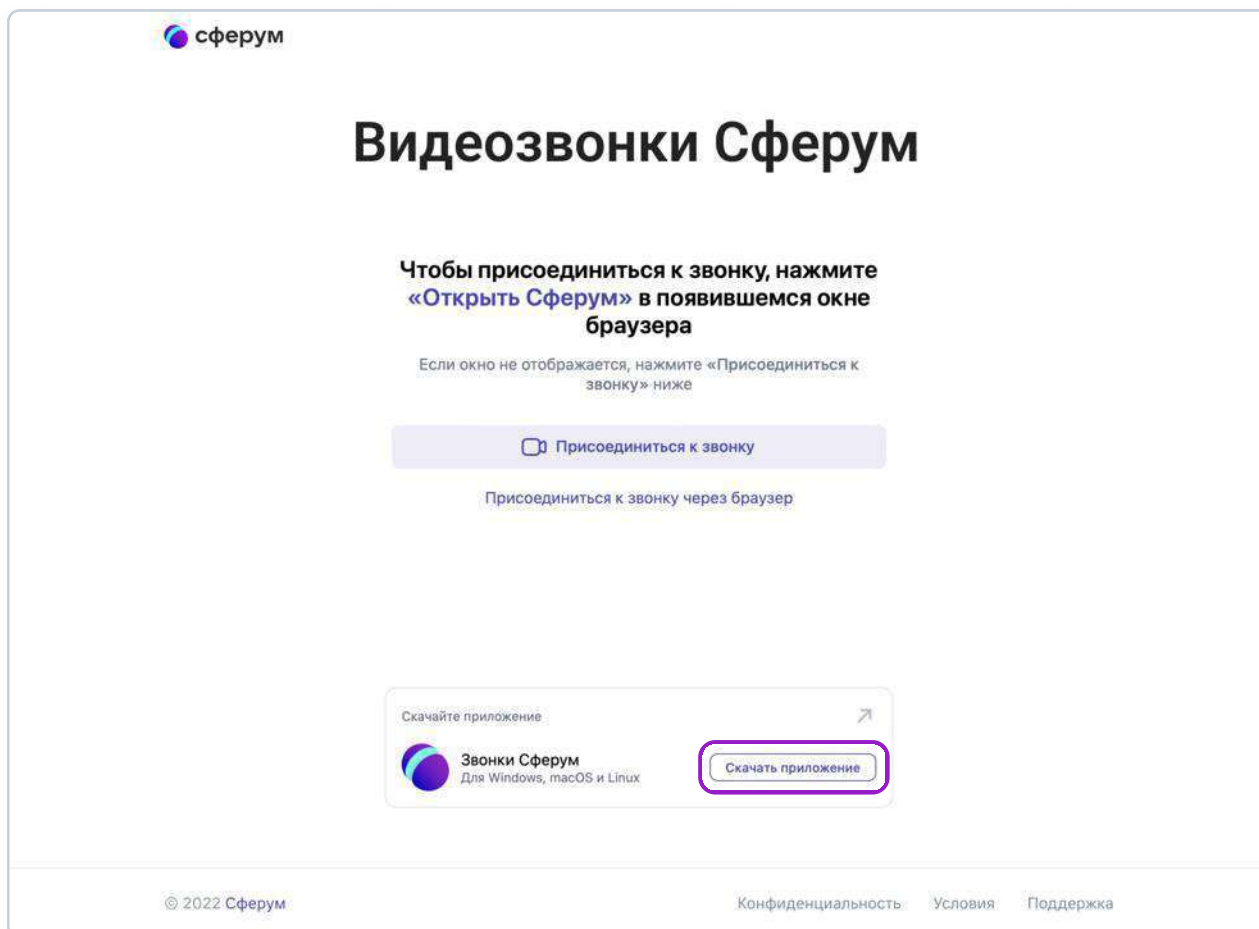 сферум
Видеозвонки Сферум
Чтобы присоединиться к звонку, нажмите
«Открыть Сферум» в появившемся окне
браузера
Если окно не отображается, нажмите «Присоединиться к
звонку» ниже
Присоединиться к звонку
Присоединиться к звонку через браузер
Скачайте приложение
Звонки Сферум
Для Windows, macOS и Linux
Скачать приложение
© 2022 Сферум
Конфиденциальность Условия Поддержка